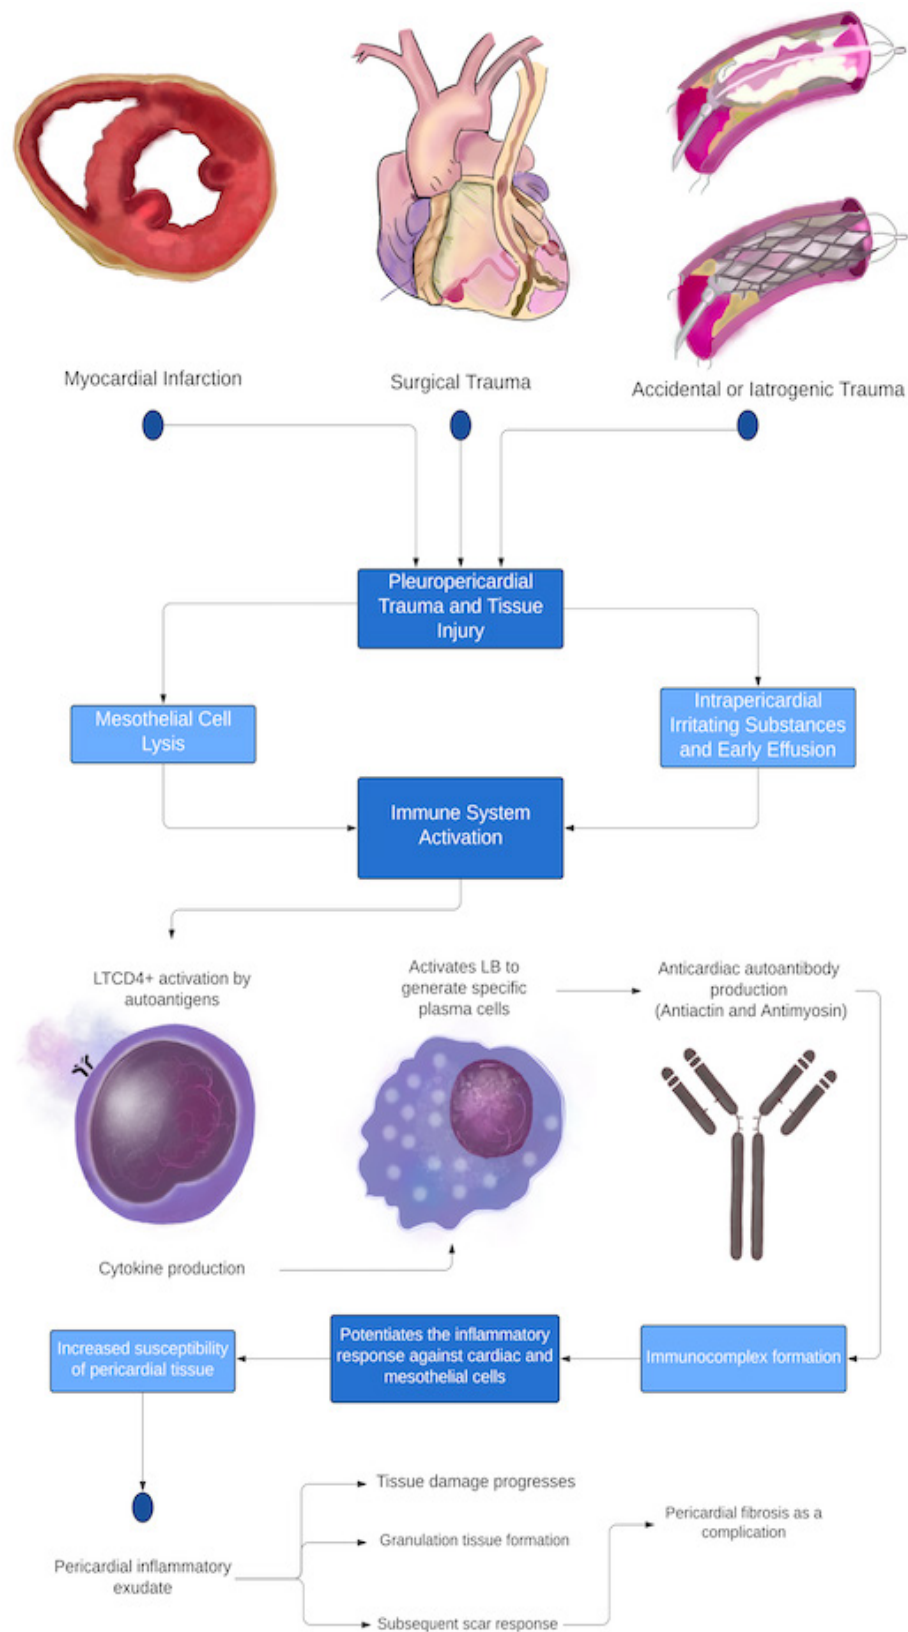 Myocardial Infarction
Surgical Trauma
Accidental or Iatrogenic Trauma
Pleuropericardial
Trauma and Tissue
Injury
Mesothelial Cell
Lysis
Intrapericardial
Irritating Substances
and Early Effusion
Immune System
Activation
LTCD4+ activation by
autoantigens
Activates LB to
generate specific
plasma cells
Anticardiac autoantibody
production
(Antiactin and Antimyosin)
Cytokine production
Increased susceptibility
of pericardial tissue
Potentiates the inflammatory
response against cardiac and
mesothelial cells
Immunocomplex formation
Tissue damage progresses
Granulation tissue formation
Pericardial fibrosis as a
complication
Pericardial inflammatory
exudate
Subsequent scar response